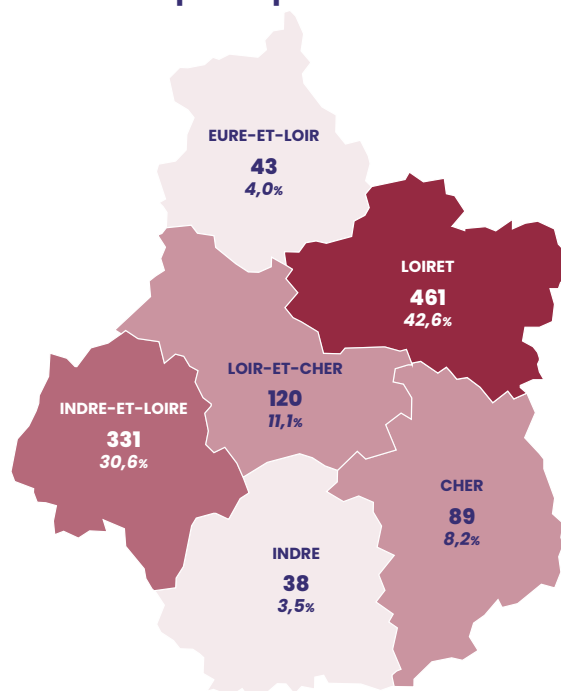 EURE-ET-LOIR
43
4,0%
LOIRET
461
42,6%
LOIR-ET-CHER
120
11,1%
INDRE-ET-LOIRE
331
30,6%
CHER
89
8,2%
INDRE
38
3,5%